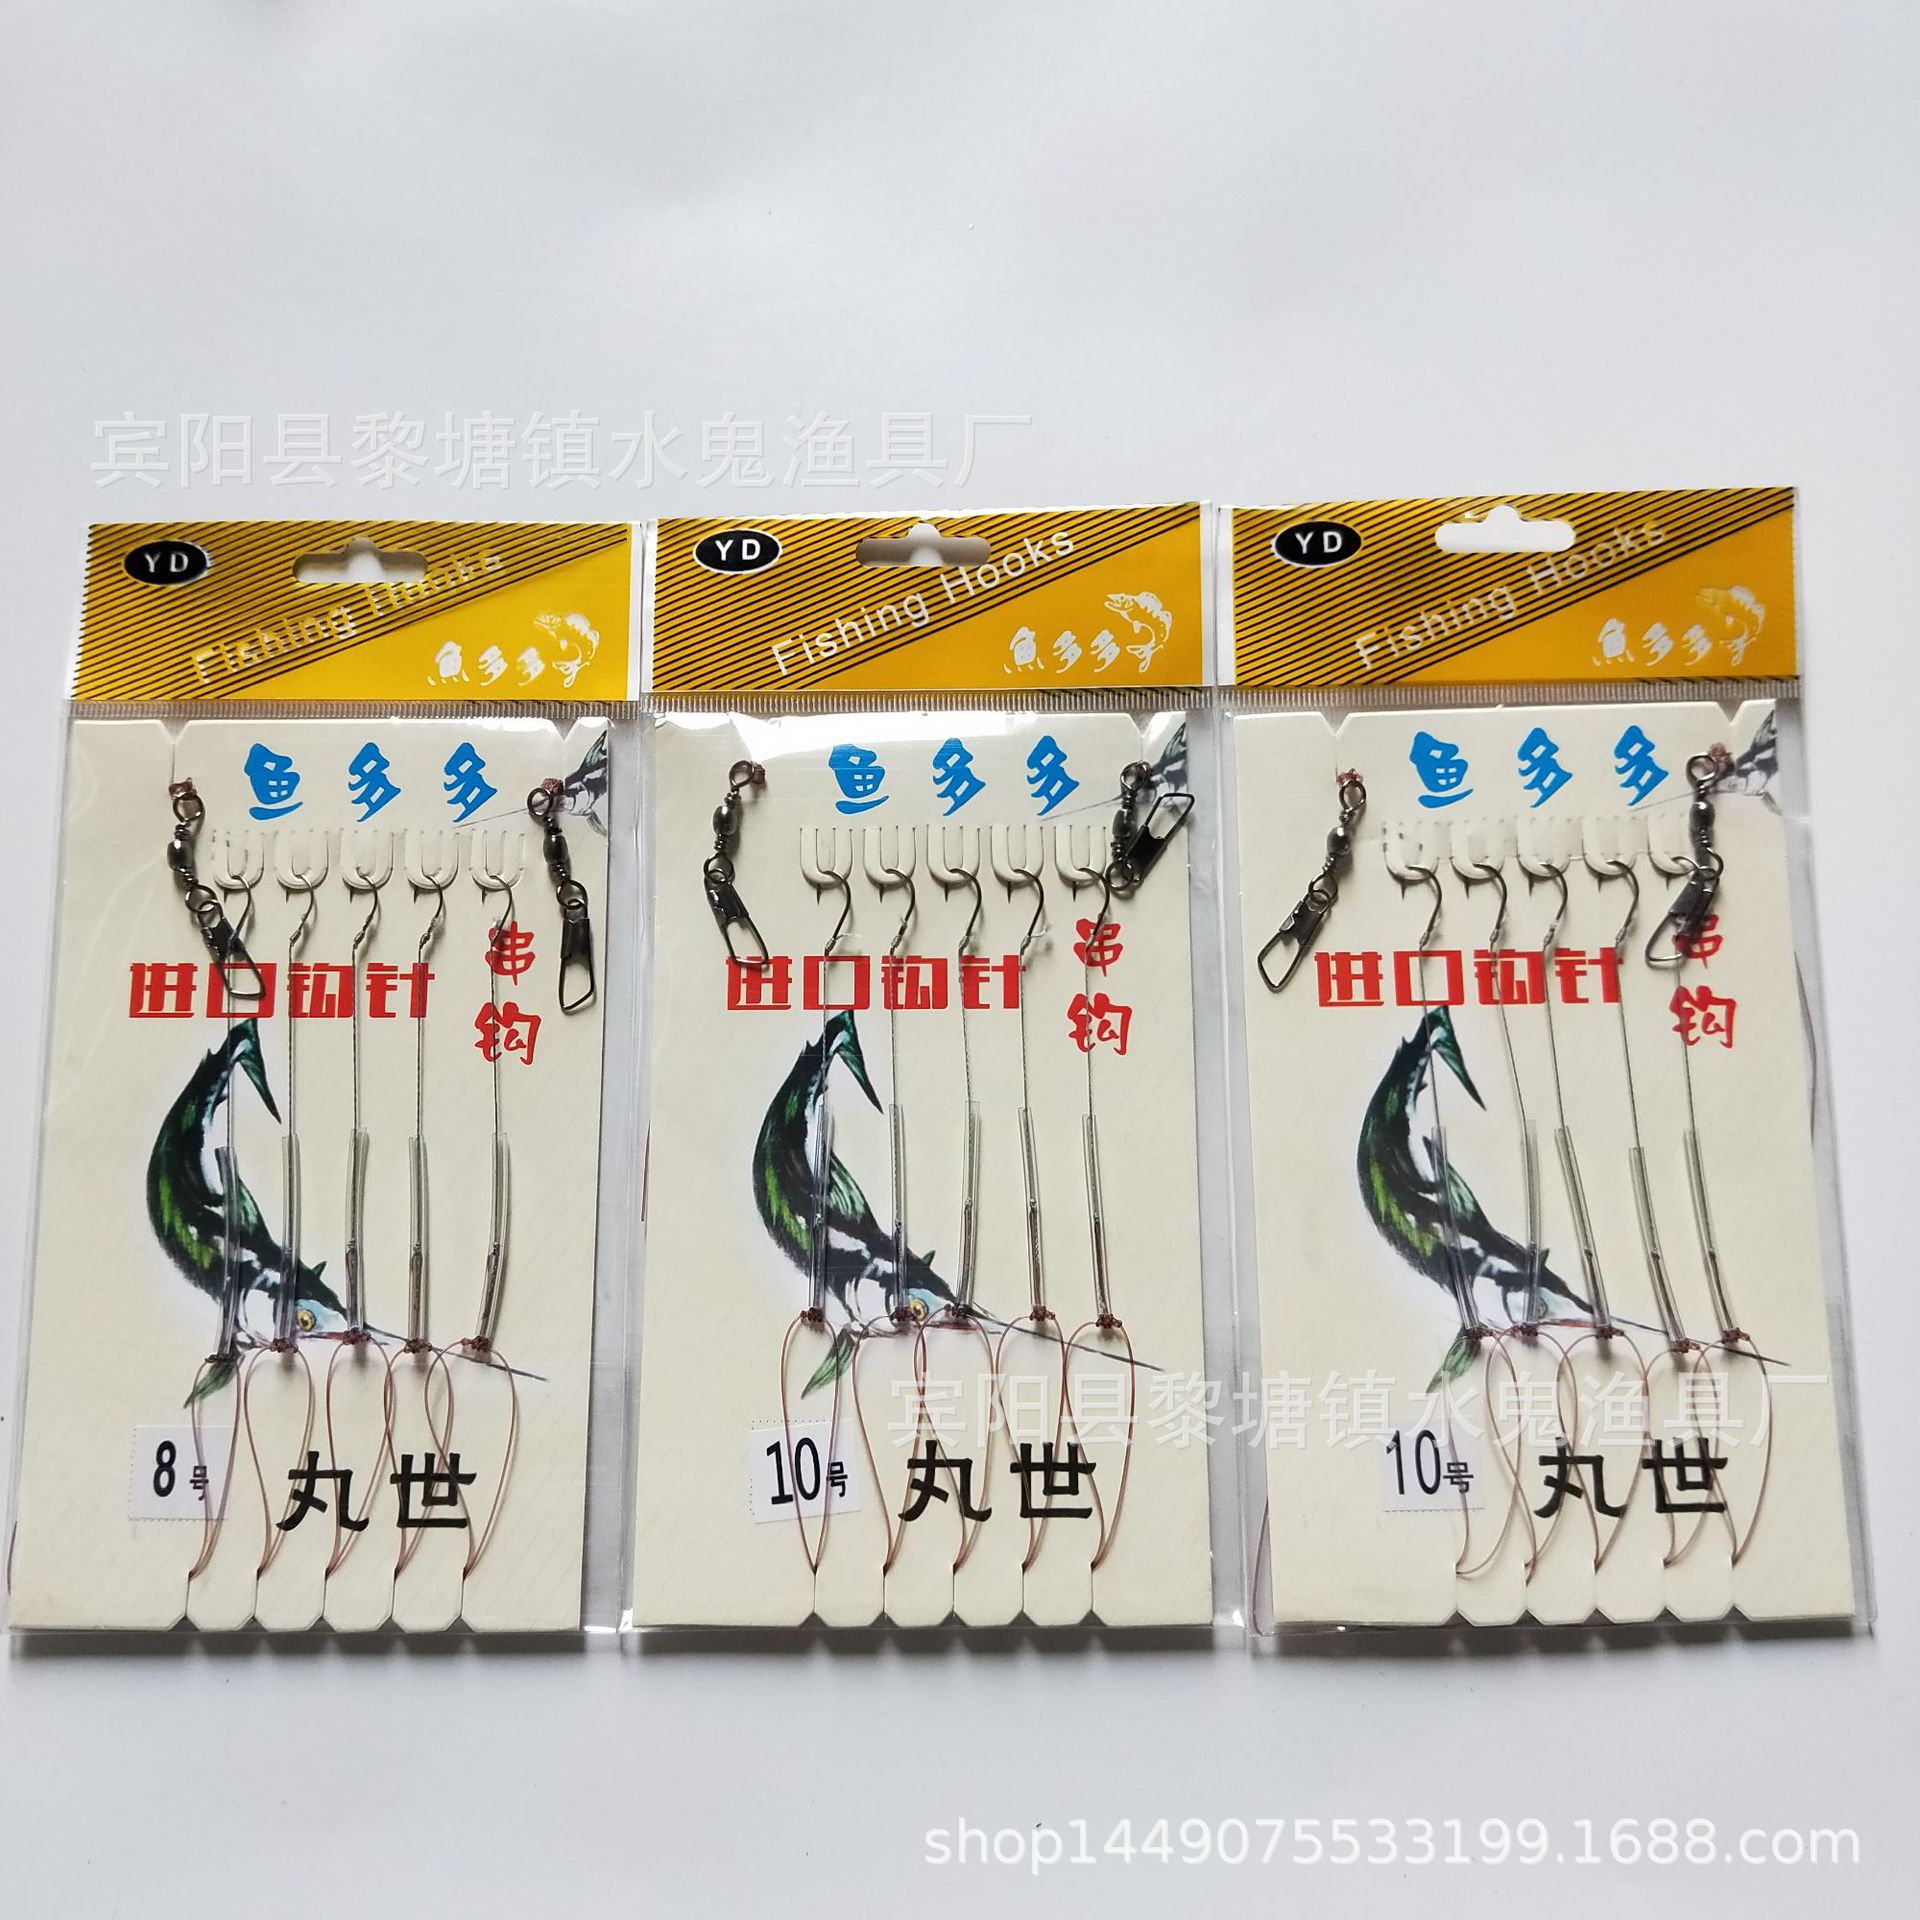 宾阳县黎塘镇水鬼渔具厂
YD
Fishing Hooks
魚多多
鱼多多
进口钩针
串钩
8号
丸世
YD
Fishing Hooks
魚多多
鱼多多
进口钩针
串钩
10号
丸世
YD
Fishing Hooks
魚多多
鱼多多
进口钩针
串钩
10号
丸世
宾阳县黎塘镇水鬼渔具厂
shop1449075533199.1688.com